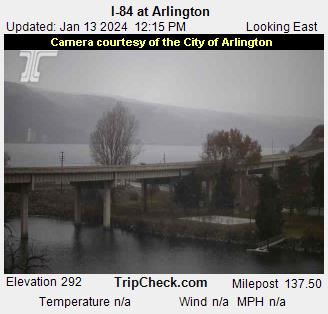 I-84 at Arlington
Updated: Jan 13 2024 12:15 PM Looking East
Camera courtesy of the City of Arlington
Elevation 292 TripCheck.com Milepost 137.50
Temperature n/a Wind n/a MPH n/a